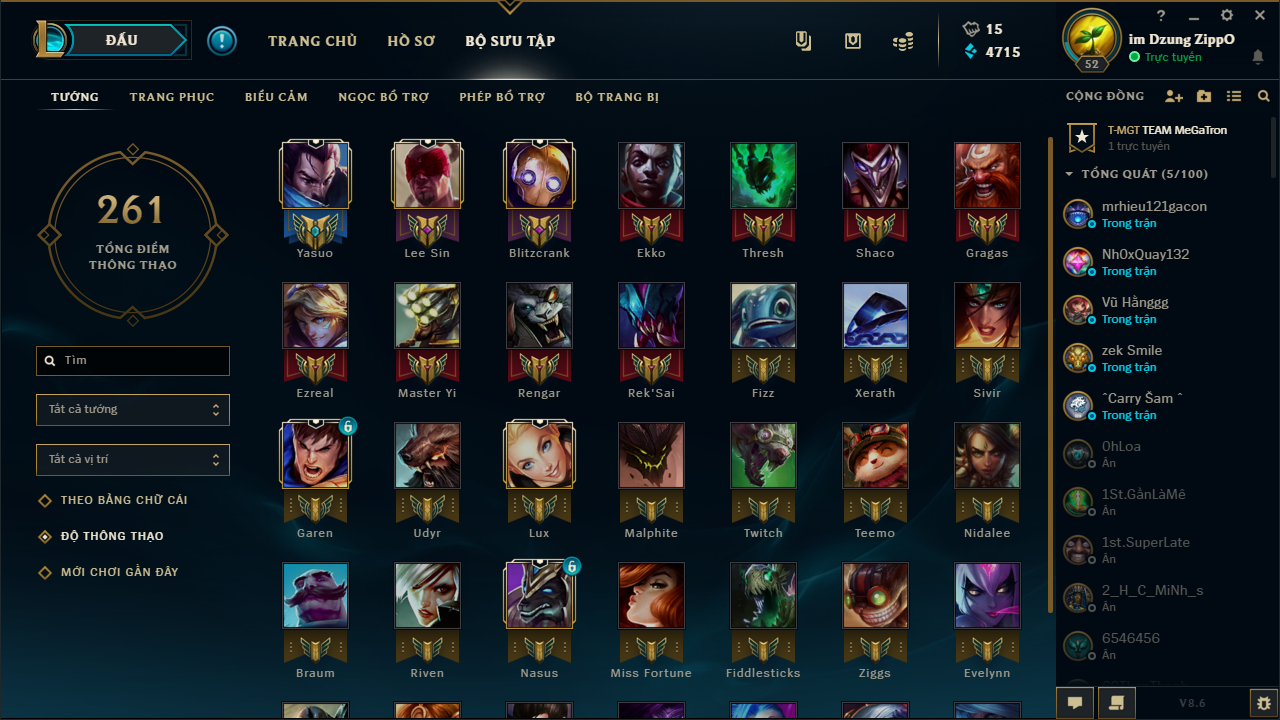 ĐẤU
!
TRANG CHỦ
HỒ SƠ
BỘ SƯU TẬP
15
4715
?
52
im Dzung ZippO
Trực tuyến
TƯỚNG
TRANG PHỤC
BIỂU CẢM
NGỌC BỔ TRỢ
PHÉP BỔ TRỢ
BỘ TRANG BỊ
261
TỔNG ĐIỂM
THÔNG THẠO
Tìm
Tất cả tướng
Tất cả vị trí
THEO BẢNG CHỮ CÁI
ĐỘ THÔNG THẠO
MỚI CHƠI GẦN ĐÂY
Yasuo
Lee Sin
Blitzcrank
Ekko
Thresh
Shaco
Gragas
Ezreal
Master Yi
Rengar
Rek'Sai
Fizz
Xerath
Sivir
6
Garen
Udyr
Lux
Malphite
Twitch
Teemo
Nidalee
6
Braum
Riven
Nasus
Miss Fortune
Fiddlesticks
Ziggs
Evelynn
CỘNG ĐỒNG
T-MGT TEAM MeGaTron
1 trực tuyến
TỔNG QUÁT (5/100)
mrhieu121gacon
Trong trận
Nh0xQuay132
Trong trận
Vũ Hằnggg
Trong trận
zek Smile
Trong trận
ˆCarry Šam ˆ
Trong trận
0hLoa
Ẩn
1St.GầnLàMê
Ẩn
1st.SuperLate
Ẩn
2_H_C_MiNh_s
Ẩn
6546456
Ẩn
V8.6